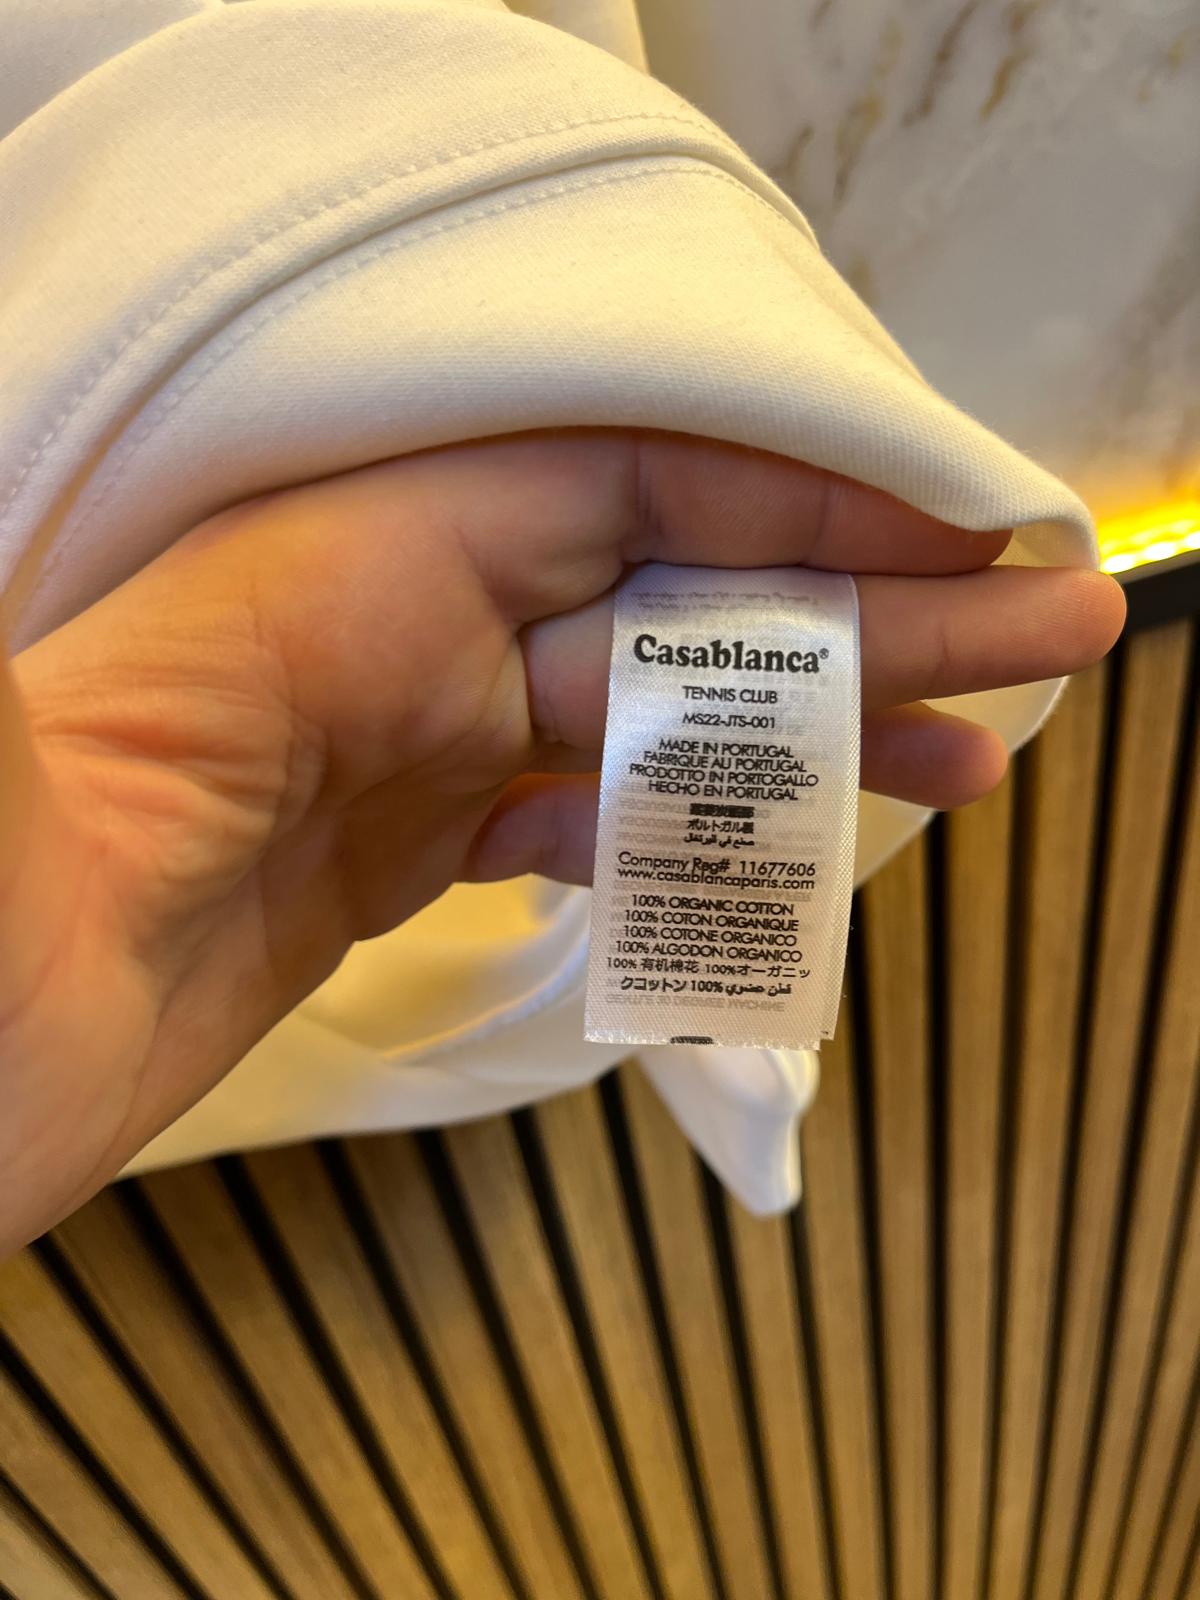 Casablanca®
TENNIS CLUB
MS22-JTS-001
MADE IN PORTUGAL
FABRIQUE AU PORTUGAL
PRODOTTO IN PORTOGALLO
HECHO EN PORTUGAL
ポルトガル製
صنع في البرتغال
Company Reg# 11677606
www.casablancaparis.com
100% ORGANIC COTTON
100% COTON ORGANIQUE
100% COTONE ORGANICO
100% ALGODON ORGANICO
100% 有机棉花 100%オーガニッ
クコットン 100% قطن عضوي